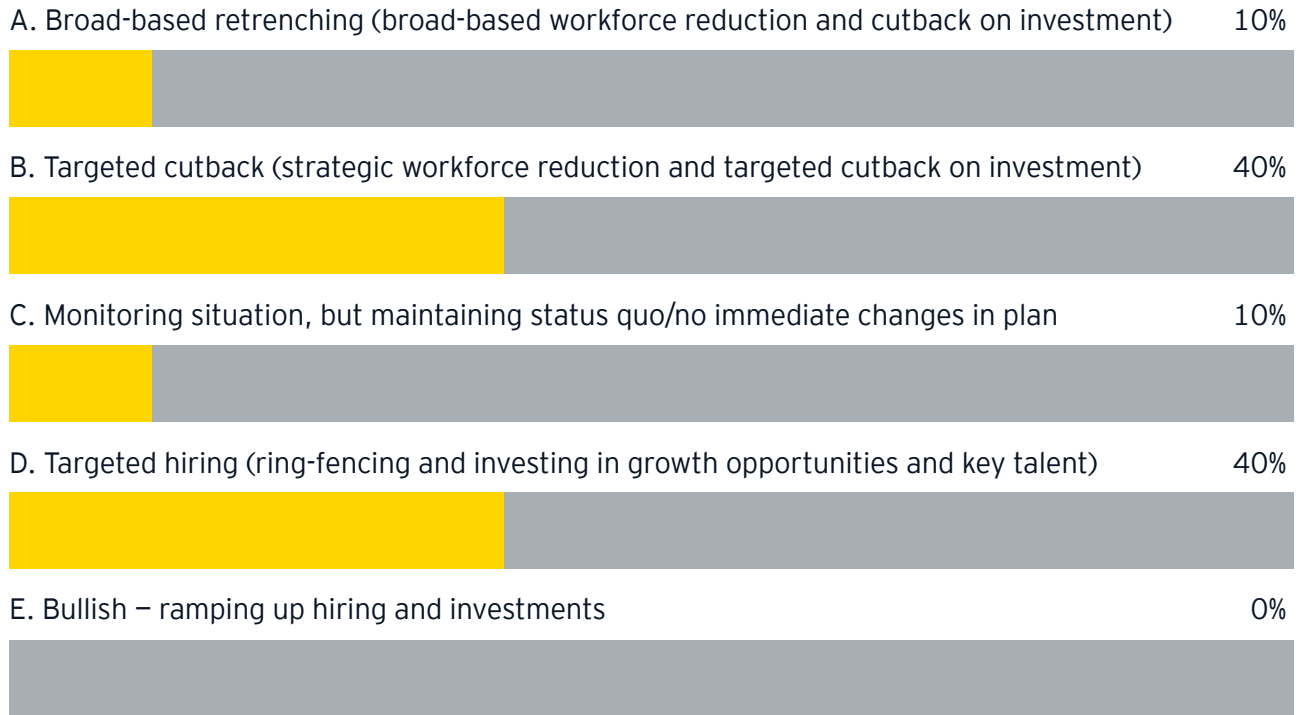 A. Broad-based retrenching (broad-based workforce reduction and cutback on investment) 10%
B. Targeted cutback (strategic workforce reduction and targeted cutback on investment) 40%
C. Monitoring situation, but maintaining status quo/no immediate changes in plan 10%
D. Targeted hiring (ring-fencing and investing in growth opportunities and key talent) 40%
E. Bullish — ramping up hiring and investments 0%